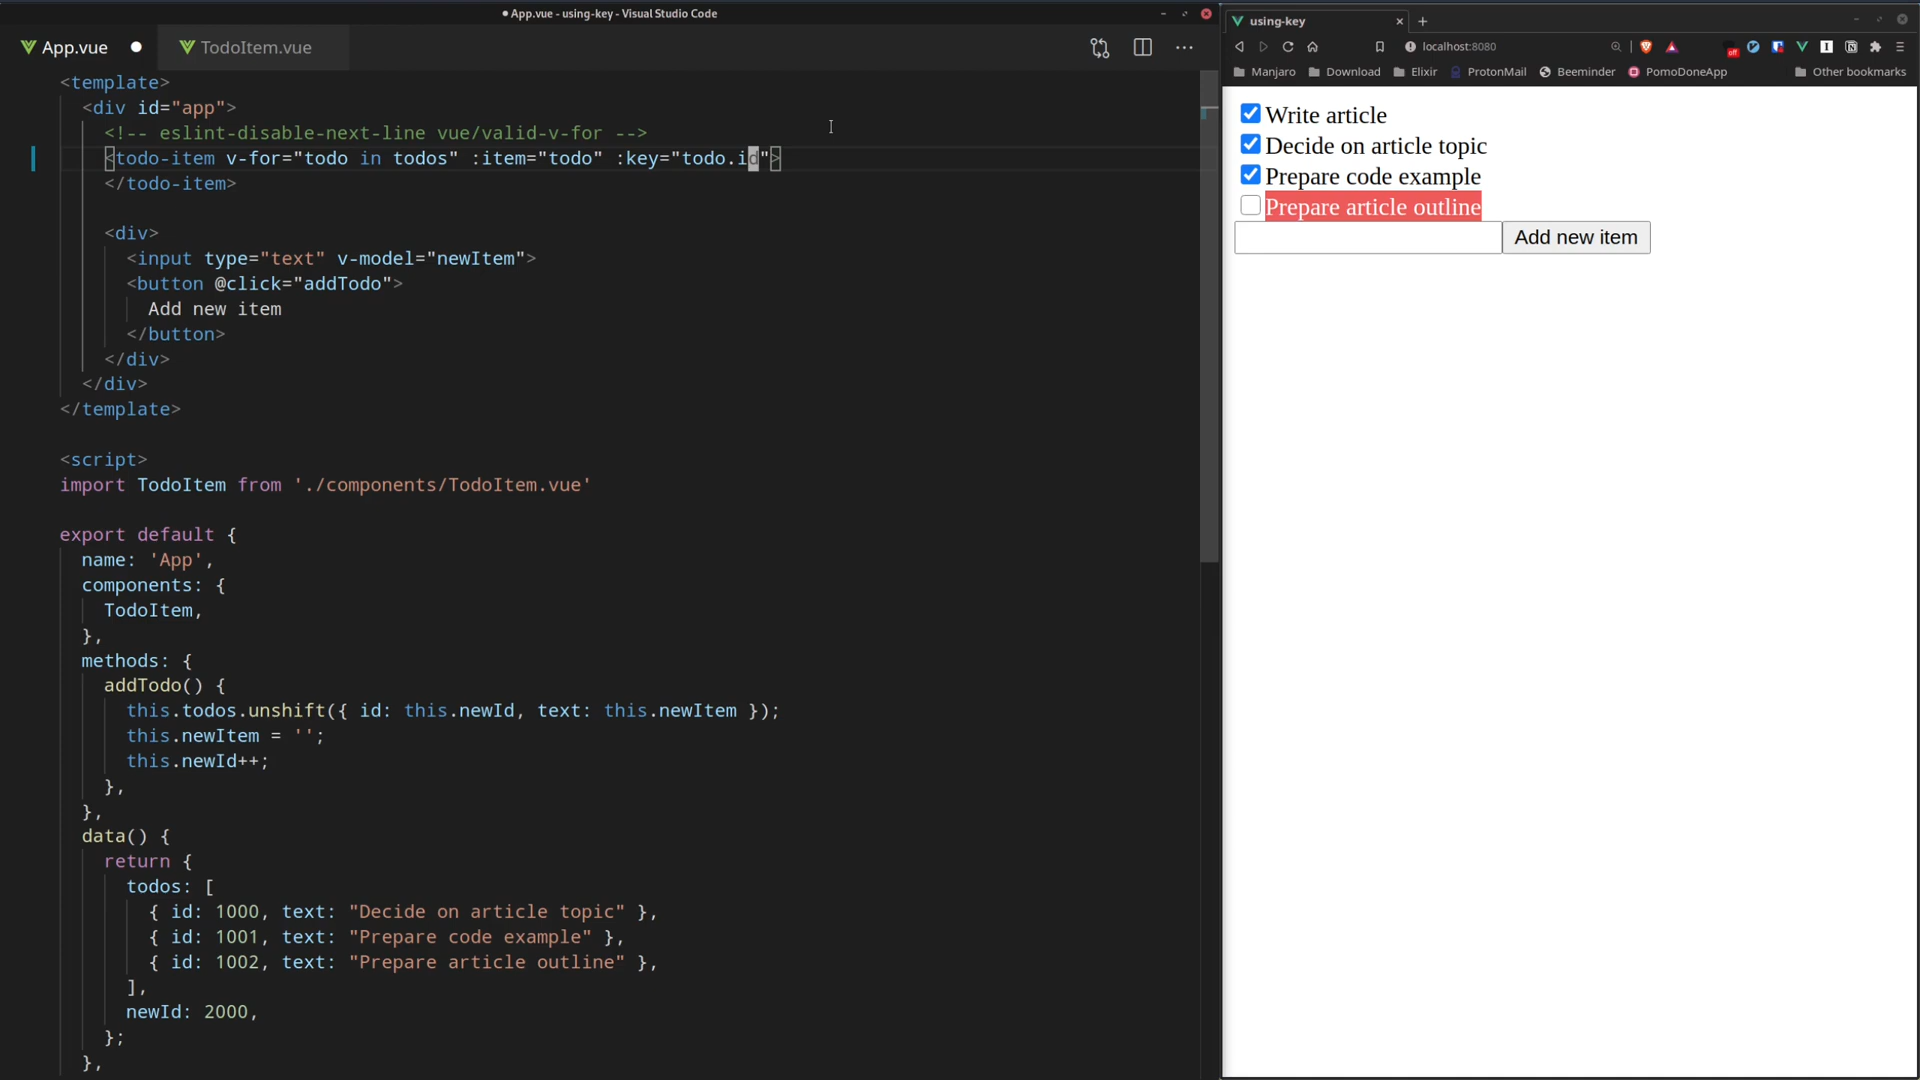 App.vue - using-key - Visual Studio Code
App.vue
TodoItem.vue
<template>
<div id="app">
<!-- eslint-disable-next-line vue/valid-v-for -->
<todo-item v-for="todo in todos" :item="todo" :key="todo.id">
</todo-item>
<div>
<input type="text" v-model="newItem">
<button @click="addTodo">
Add new item
</button>
</div>
</div>
</template>
<script>
import TodoItem from './components/TodoItem.vue'
export default {
name: 'App',
components: {
TodoItem,
},
methods: {
addTodo() {
this.todos.unshift({ id: this.newId, text: this.newItem });
this.newItem = '';
this.newId++;
},
},
data() {
return {
todos: [
{ id: 1000, text: "Decide on article topic" },
{ id: 1001, text: "Prepare code example" },
{ id: 1002, text: "Prepare article outline" },
],
newId: 2000,
};
},
using-key
localhost:8080
off
Manjaro Download Elixir ProtonMail Beeminder PomoDoneApp Other bookmarks
Write article
Decide on article topic
Prepare code example
Prepare article outline
Add new item